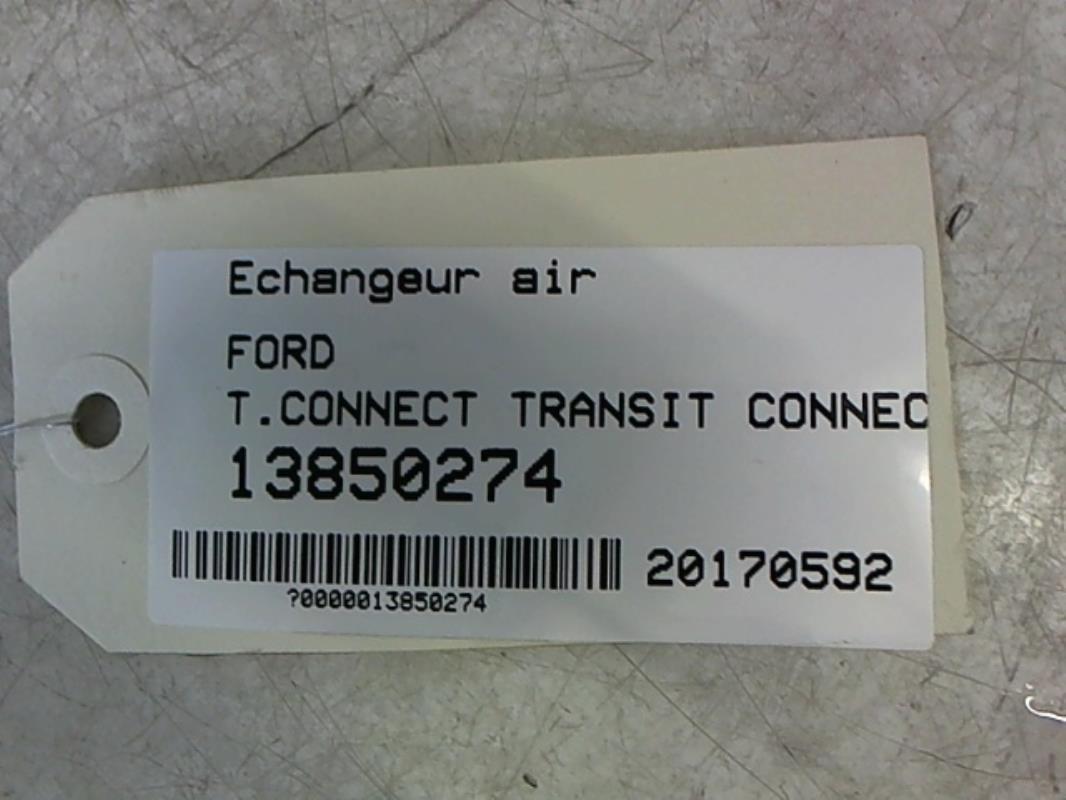 Echangeur air
FORD
T.CONNECT TRANSIT CONNEC
13850274
20170592
?0000013850274